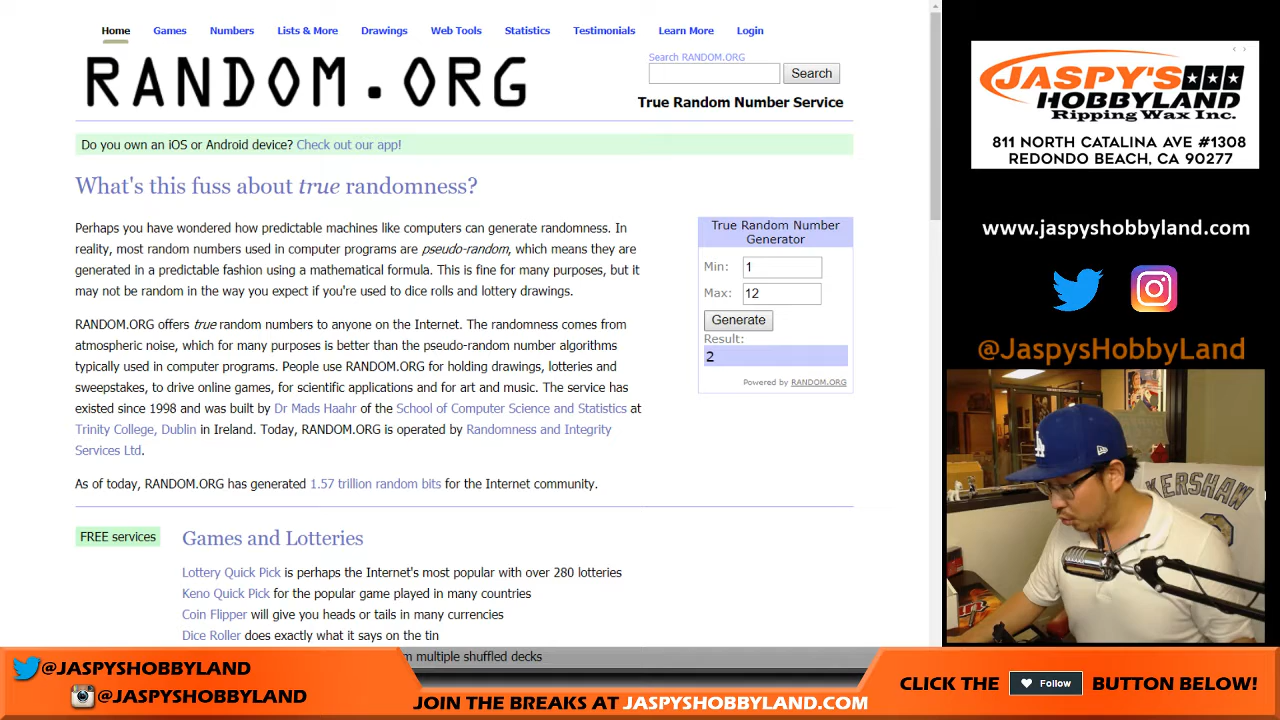 Home Games Numbers Lists & More Drawings Web Tools Statistics Testimonials Learn More Login
RANDOM.ORG
Search RANDOM.ORG
Search
True Random Number Service
Do you own an iOS or Android device? Check out our app!
What's this fuss about true randomness?
Perhaps you have wondered how predictable machines like computers can generate randomness. In
reality, most random numbers used in computer programs are pseudo-random, which means they are
generated in a predictable fashion using a mathematical formula. This is fine for many purposes, but it
may not be random in the way you expect if you're used to dice rolls and lottery drawings.
RANDOM.ORG offers true random numbers to anyone on the Internet. The randomness comes from
atmospheric noise, which for many purposes is better than the pseudo-random number algorithms
typically used in computer programs. People use RANDOM.ORG for holding drawings, lotteries and
sweepstakes, to drive online games, for scientific applications and for art and music. The service has
existed since 1998 and was built by Dr Mads Haahr of the School of Computer Science and Statistics at
Trinity College, Dublin in Ireland. Today, RANDOM.ORG is operated by Randomness and Integrity
Services Ltd.
As of today, RANDOM.ORG has generated 1.57 trillion random bits for the Internet community.
True Random Number
Generator
Min: 1
Max: 12
Generate
Result:
2
Powered by RANDOM.ORG
FREE services
Games and Lotteries
Lottery Quick Pick is perhaps the Internet's most popular with over 280 lotteries
Keno Quick Pick for the popular game played in many countries
Coin Flipper will give you heads or tails in many currencies
Dice Roller does exactly what it says on the tin
m multiple shuffled decks
JASPY'S
HOBBYLAND
Ripping Wax Inc.
811 NORTH CATALINA AVE #1308
REDONDO BEACH, CA 90277
www.jaspyshobbyland.com
@JaspysHobbyLand
KERSHAW
@JASPYSHOBBYLAND
@JASPYSHOBBYLAND
JOIN THE BREAKS AT JASPYSHOBBYLAND.COM
CLICK THE Follow BUTTON BELOW!